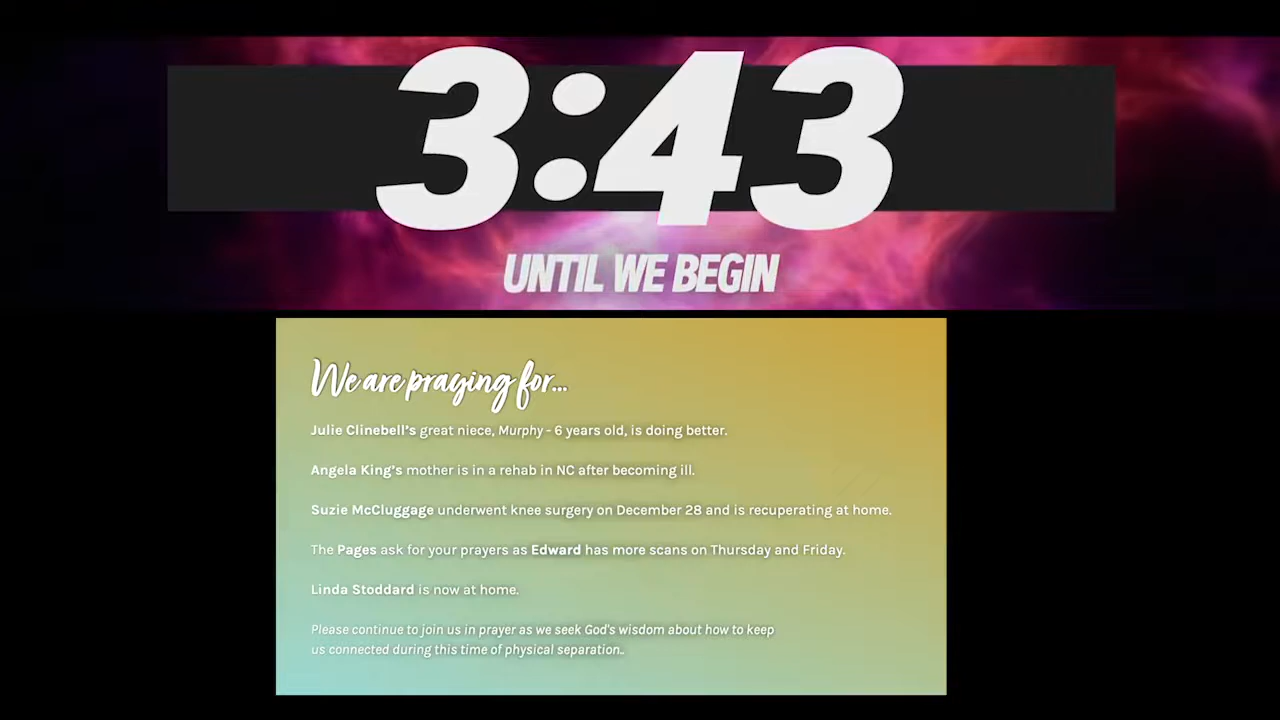 3:43
UNTIL WE BEGIN
We are praying for...
Julie Clinebell's great niece, Murphy - 6 years old, is doing better.
Angela King's mother is in a rehab in NC after becoming ill.
Suzie McCluggage underwent knee surgery on December 28 and is recuperating at home.
The Pages ask for your prayers as Edward has more scans on Thursday and Friday.
Linda Stoddard is now at home.
Please continue to join us in prayer as we seek God's wisdom about how to keep
us connected during this time of physical separation..